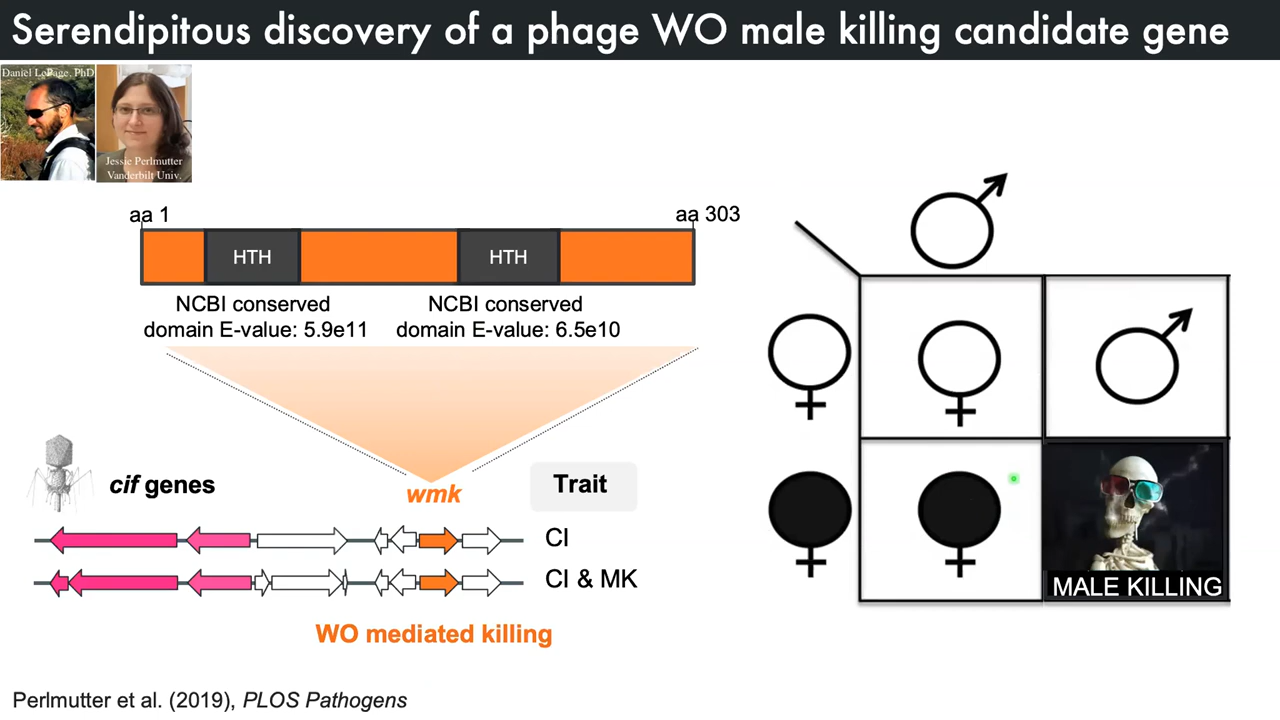 Serendipitous discovery of a phage WO male killing candidate gene
Daniel LePage, PhD
Jessie Perlmutter
Vanderbilt Univ.
aa 1
aa 303
HTH
HTH
NCBI conserved
domain E-value: 5.9e11
NCBI conserved
domain E-value: 6.5e10
cif genes
wmk
Trait
CI
CI & MK
WO mediated killing
MALE KILLING
Perlmutter et al. (2019), PLOS Pathogens